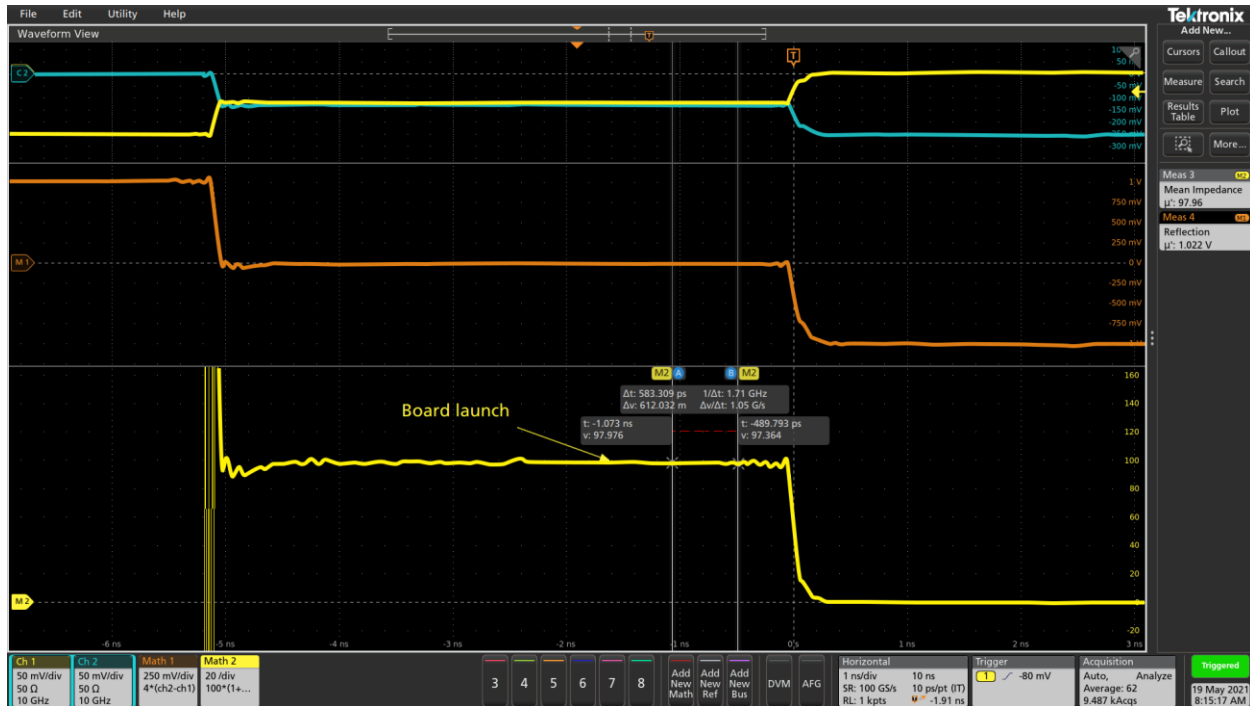 File Edit Utility Help
Tektronix
Waveform View
Add New...
Cursors Callout
Measure Search
Results Table Plot
More...
Meas 3 M2
Mean Impedance
µ': 97.96
Meas 4 M1
Reflection
µ': 1.022 V
C 2
0 V
-50 mV
-100 mV
-150 mV
-200 mV
-300 mV
T
M 1
1 V
750 mV
500 mV
250 mV
0 V
-250 mV
-500 mV
-750 mV
-1 V
M2 A B M2
Δt: 583.309 ps 1/Δt: 1.71 GHz
Δv: 612.032 m Δv/Δt: 1.05 G/s
t: -1.073 ns
v: 97.976
t: -489.793 ps
v: 97.364
Board launch
160
140
120
100
80
60
40
20
0
-20
M 2
-6 ns -5 ns -4 ns -3 ns -2 ns -1 ns 0 s 1 ns 2 ns 3 ns
Ch 1
50 mV/div
50 Ω
10 GHz
Ch 2
50 mV/div
50 Ω
10 GHz
Math 1
250 mV/div
4*(ch2-ch1)
Math 2
20 /div
100*(1+...
3 4 5 6 7 8
Add New Math
Add New Ref
Add New Bus
DVM AFG
Horizontal
1 ns/div 10 ns
SR: 100 GS/s 10 ps/pt (IT)
RL: 1 kpts -1.91 ns
Trigger
1 -80 mV
Acquisition
Auto, Analyze
Average: 62
9.487 kAcqs
Triggered
19 May 2021
8:15:17 AM